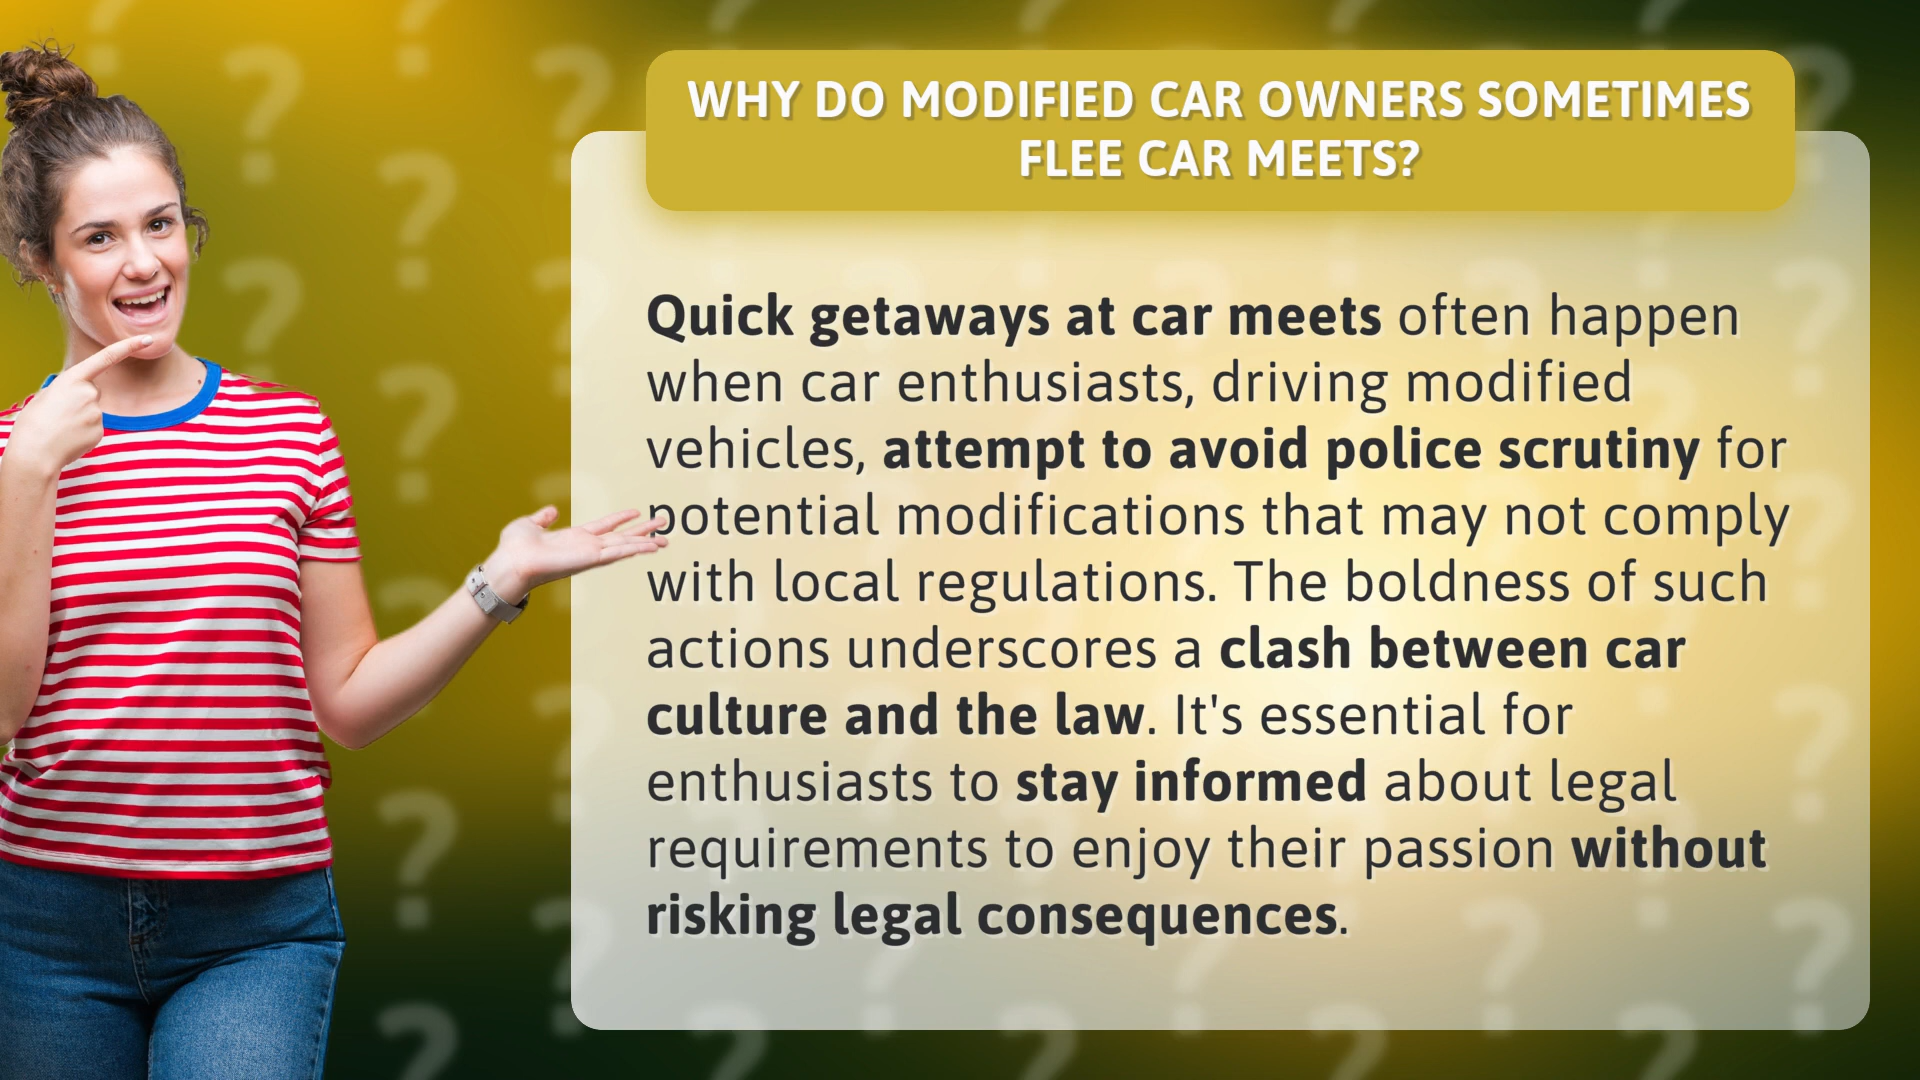 WHY DO MODIFIED CAR OWNERS SOMETIMES
FLEE CAR MEETS?
Quick getaways at car meets often happen
when car enthusiasts, driving modified
vehicles, attempt to avoid police scrutiny for
potential modifications that may not comply
with local regulations. The boldness of such
actions underscores a clash between car
culture and the law. It's essential for
enthusiasts to stay informed about legal
requirements to enjoy their passion without
risking legal consequences.